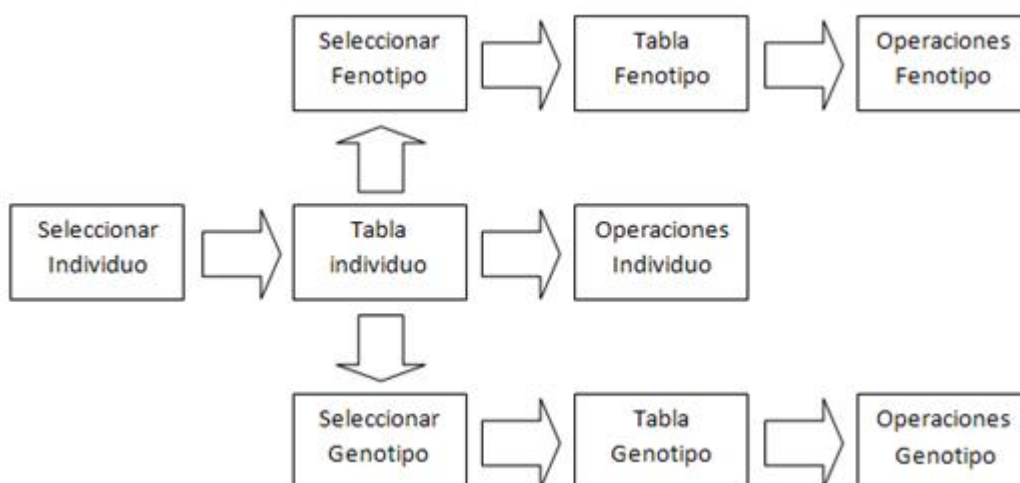 Seleccionar
Fenotipo
Tabla
Fenotipo
Operaciones
Fenotipo
Seleccionar
Individuo
Tabla
individuo
Operaciones
Individuo
Seleccionar
Genotipo
Tabla
Genotipo
Operaciones
Genotipo